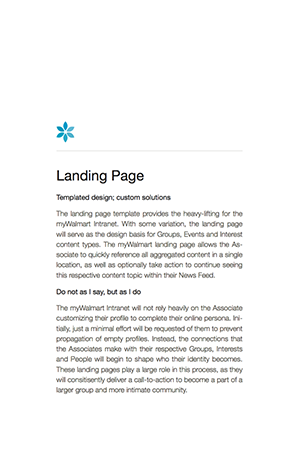 Landing Page
Templated design; custom solutions
The landing page template provides the heavy-lifting for the
myWalmart Intranet. With some variation, the landing page
will serve as the design basis for Groups, Events and Interest
content types. The myWalmart landing page allows the As-
sociate to quickly reference all aggregated content in a single
location, as well as optionally take action to continue seeing
this respective content topic within their News Feed.
Do not as I say, but as I do
The myWalmart Intranet will not rely heavily on the Associate
customizing their profile to complete their online persona. Ini-
tially, just a minimal effort will be requested of them to prevent
propagation of empty profiles. Instead, the connections that
the Associates make with their respective Groups, Interests
and People will begin to shape who their identity becomes.
These landing pages play a large role in this process, as they
will consitisently deliver a call-to-action to become a part of a
larger group and more intimate community.